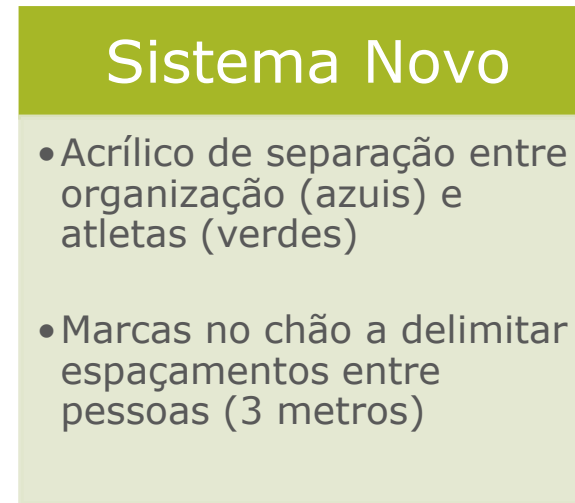 Sistema Novo
•Acrílico de separação entre
organização (azuis) e
atletas (verdes)
•Marcas no chão a delimitar
espaçamentos entre
pessoas (3 metros)